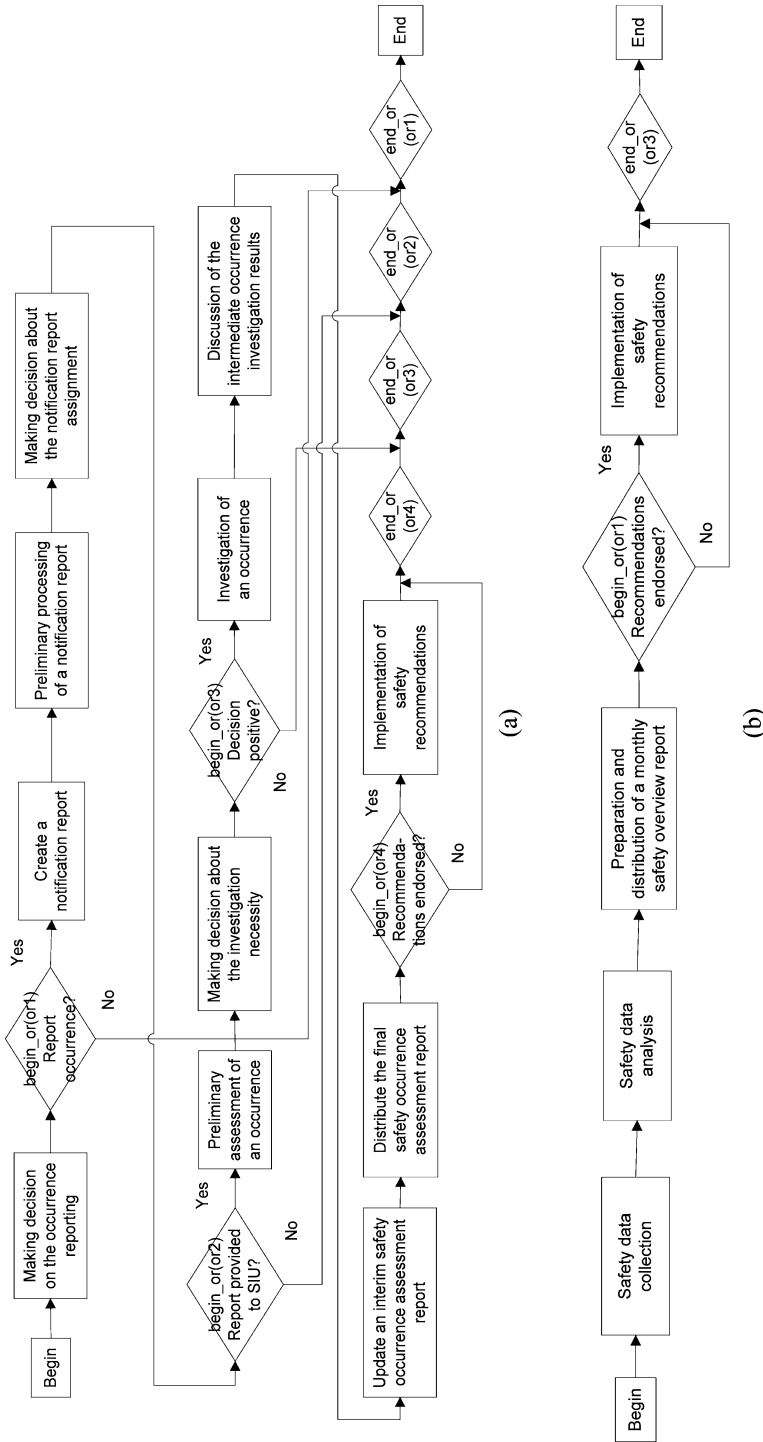 Begin
Making decision
on the occurrence
reporting
begin_or(or1)
Report
occurrence?
Yes
No
Create a
notification report
Preliminary processing
of a notification report
Making decision about
the notification report
assignment
begin_or(or2)
Report provided
to SIU?
Yes
No
Preliminary
assessment of
an occurrence
Making decision about
the investigation
necessity
begin_or(or3)
Decision
positive?
Yes
No
Investigation of
an occurrence
Discussion of the
intermediate occurrence
investigation results
Update an interim safety
occurrence assessment
report
Distribute the final
safety occurrence
assessment report
begin_or(or4)
Recommenda-
tions endorsed?
Yes
No
Implementation of
safety
recommendations
end_or
(or4)
end_or
(or3)
end_or
(or2)
end_or
(or1)
End
(a)
Begin
Safety data
collection
Safety data
analysis
Preparation and
distribution of a monthly
safety overview report
begin_or(or1)
Recommendations
endorsed?
Yes
No
Implementation of
safety
recommendations
end_or
(or3)
End
(b)